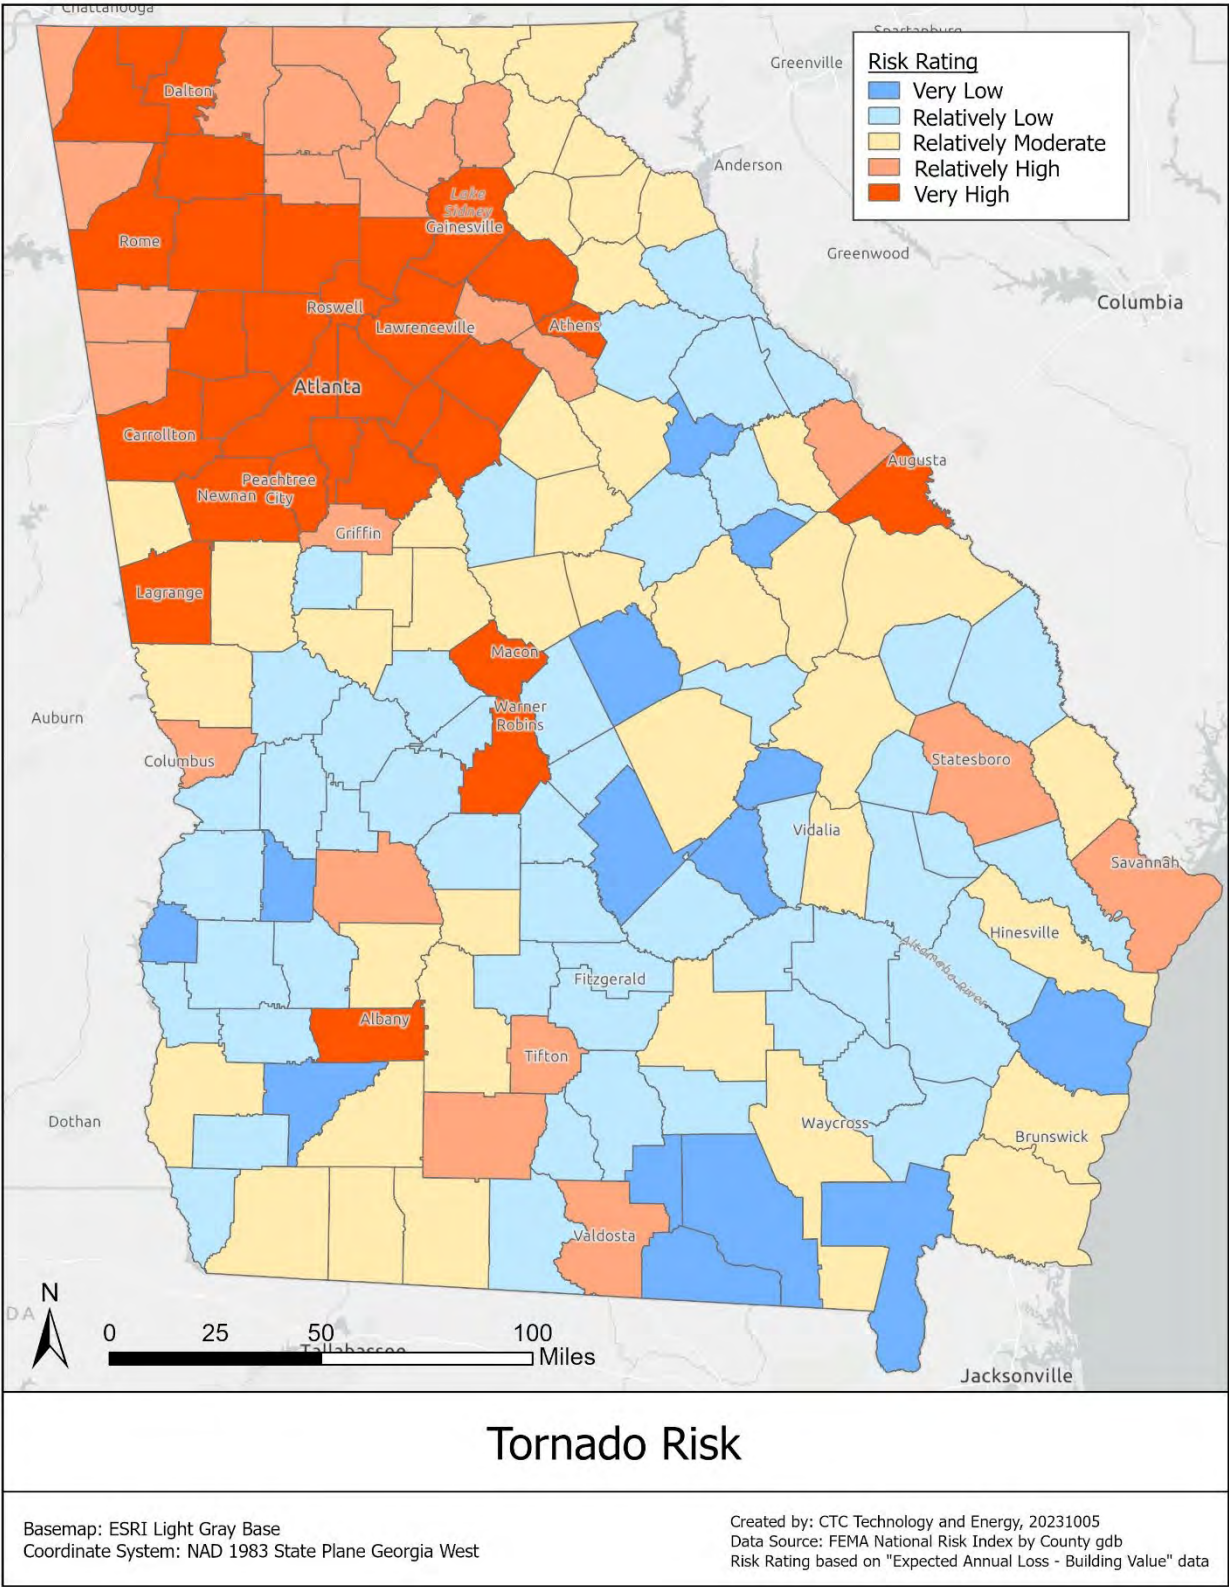 Chattanooga
Spartanburg
Greenville
Risk Rating
Very Low
Relatively Low
Relatively Moderate
Relatively High
Very High
Dalton
Anderson
Lake
Sidney
Gainesville
Rome
Greenwood
Columbia
Roswell
Lawrenceville
Athens
Atlanta
Carrollton
Augusta
Peachtree
City
Newnan
Griffin
Lagrange
Macon
Auburn
Warner
Robins
Columbus
Statesboro
Vidalia
Savannah
Hinesville
Altamaha River
Fitzgerald
Albany
Tifton
Dothan
Waycross
Brunswick
Valdosta
N
DA
0 25 50 100
Miles
Tallahassee
Jacksonville
Tornado Risk
Basemap: ESRI Light Gray Base
Coordinate System: NAD 1983 State Plane Georgia West
Created by: CTC Technology and Energy, 20231005
Data Source: FEMA National Risk Index by County gdb
Risk Rating based on "Expected Annual Loss - Building Value" data